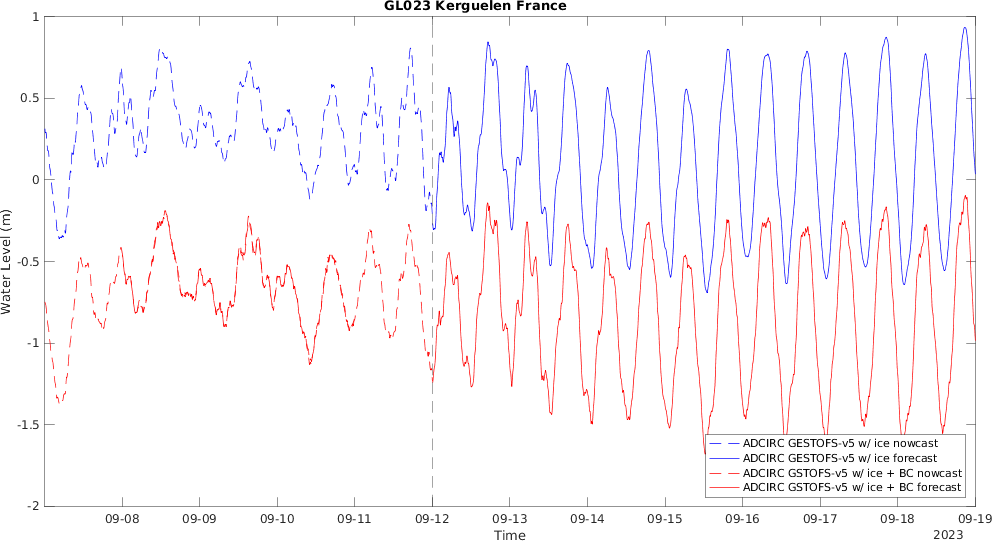 GL023 Kerguelen France
1
0.5
0
-0.5
-1
-1.5
-2
Water Level (m)
09-08 09-09 09-10 09-11 09-12 09-13 09-14 09-15 09-16 09-17 09-18 09-19
Time
2023
ADCIRC GESTOFS-v5 w/ ice nowcast
ADCIRC GESTOFS-v5 w/ ice forecast
ADCIRC GSTOFS-v5 w/ ice + BC nowcast
ADCIRC GSTOFS-v5 w/ ice + BC forecast